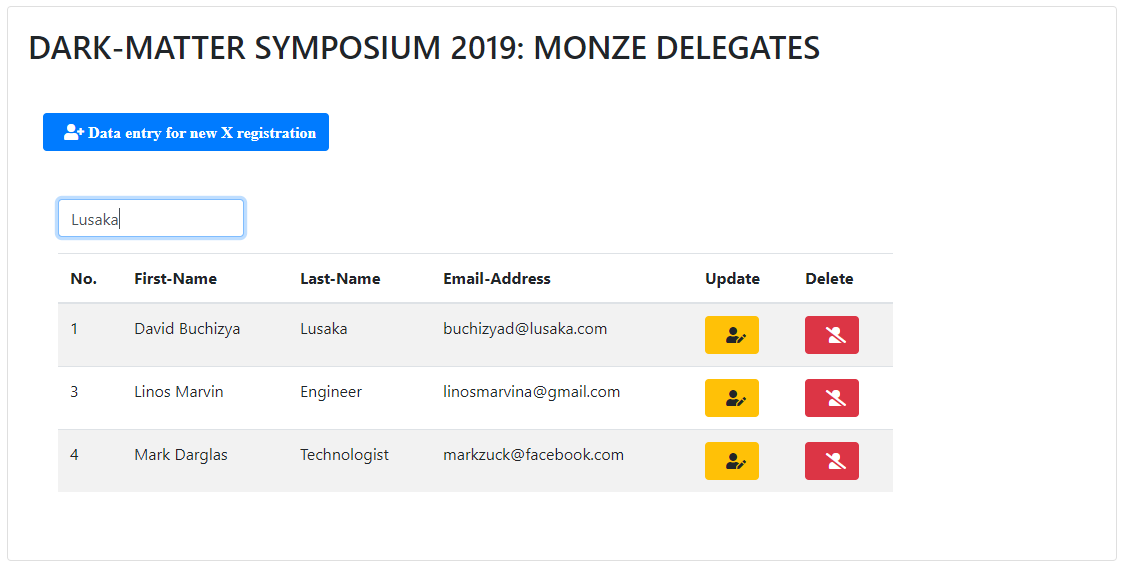 DARK-MATTER SYMPOSIUM 2019: MONZE DELEGATES
Data entry for new X registration
Lusaka
No. First-Name Last-Name Email-Address Update Delete
1 David Buchizya Lusaka buchizyad@lusaka.com
3 Linos Marvin Engineer linosmarvina@gmail.com
4 Mark Darglas Technologist markzuck@facebook.com